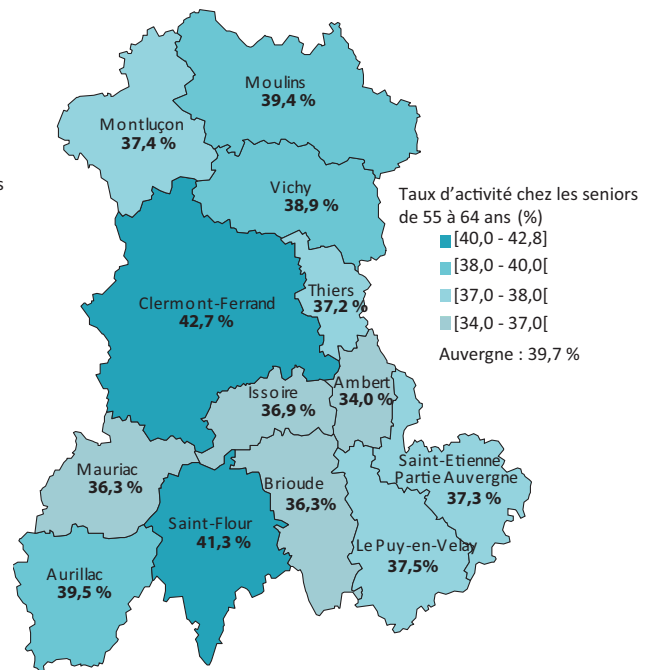 Moulins
39,4 %
Montluçon
37,4 %
s
Vichy
38,9 %
Taux d’activité chez les seniors
de 55 à 64 ans (%)
[40,0 - 42,8]
[38,0 - 40,0[
[37,0 - 38,0[
[34,0 - 37,0[
Auvergne : 39,7 %
Thiers
37,2 %
Clermont-Ferrand
42,7 %
Ambert
34,0 %
Issoire
36,9 %
Mauriac
36,3 %
Brioude
36,3%
Saint-Etienne
Partie Auvergne
37,3 %
Saint-Flour
41,3 %
Le Puy-en-Velay
37,5%
Aurillac
39,5 %